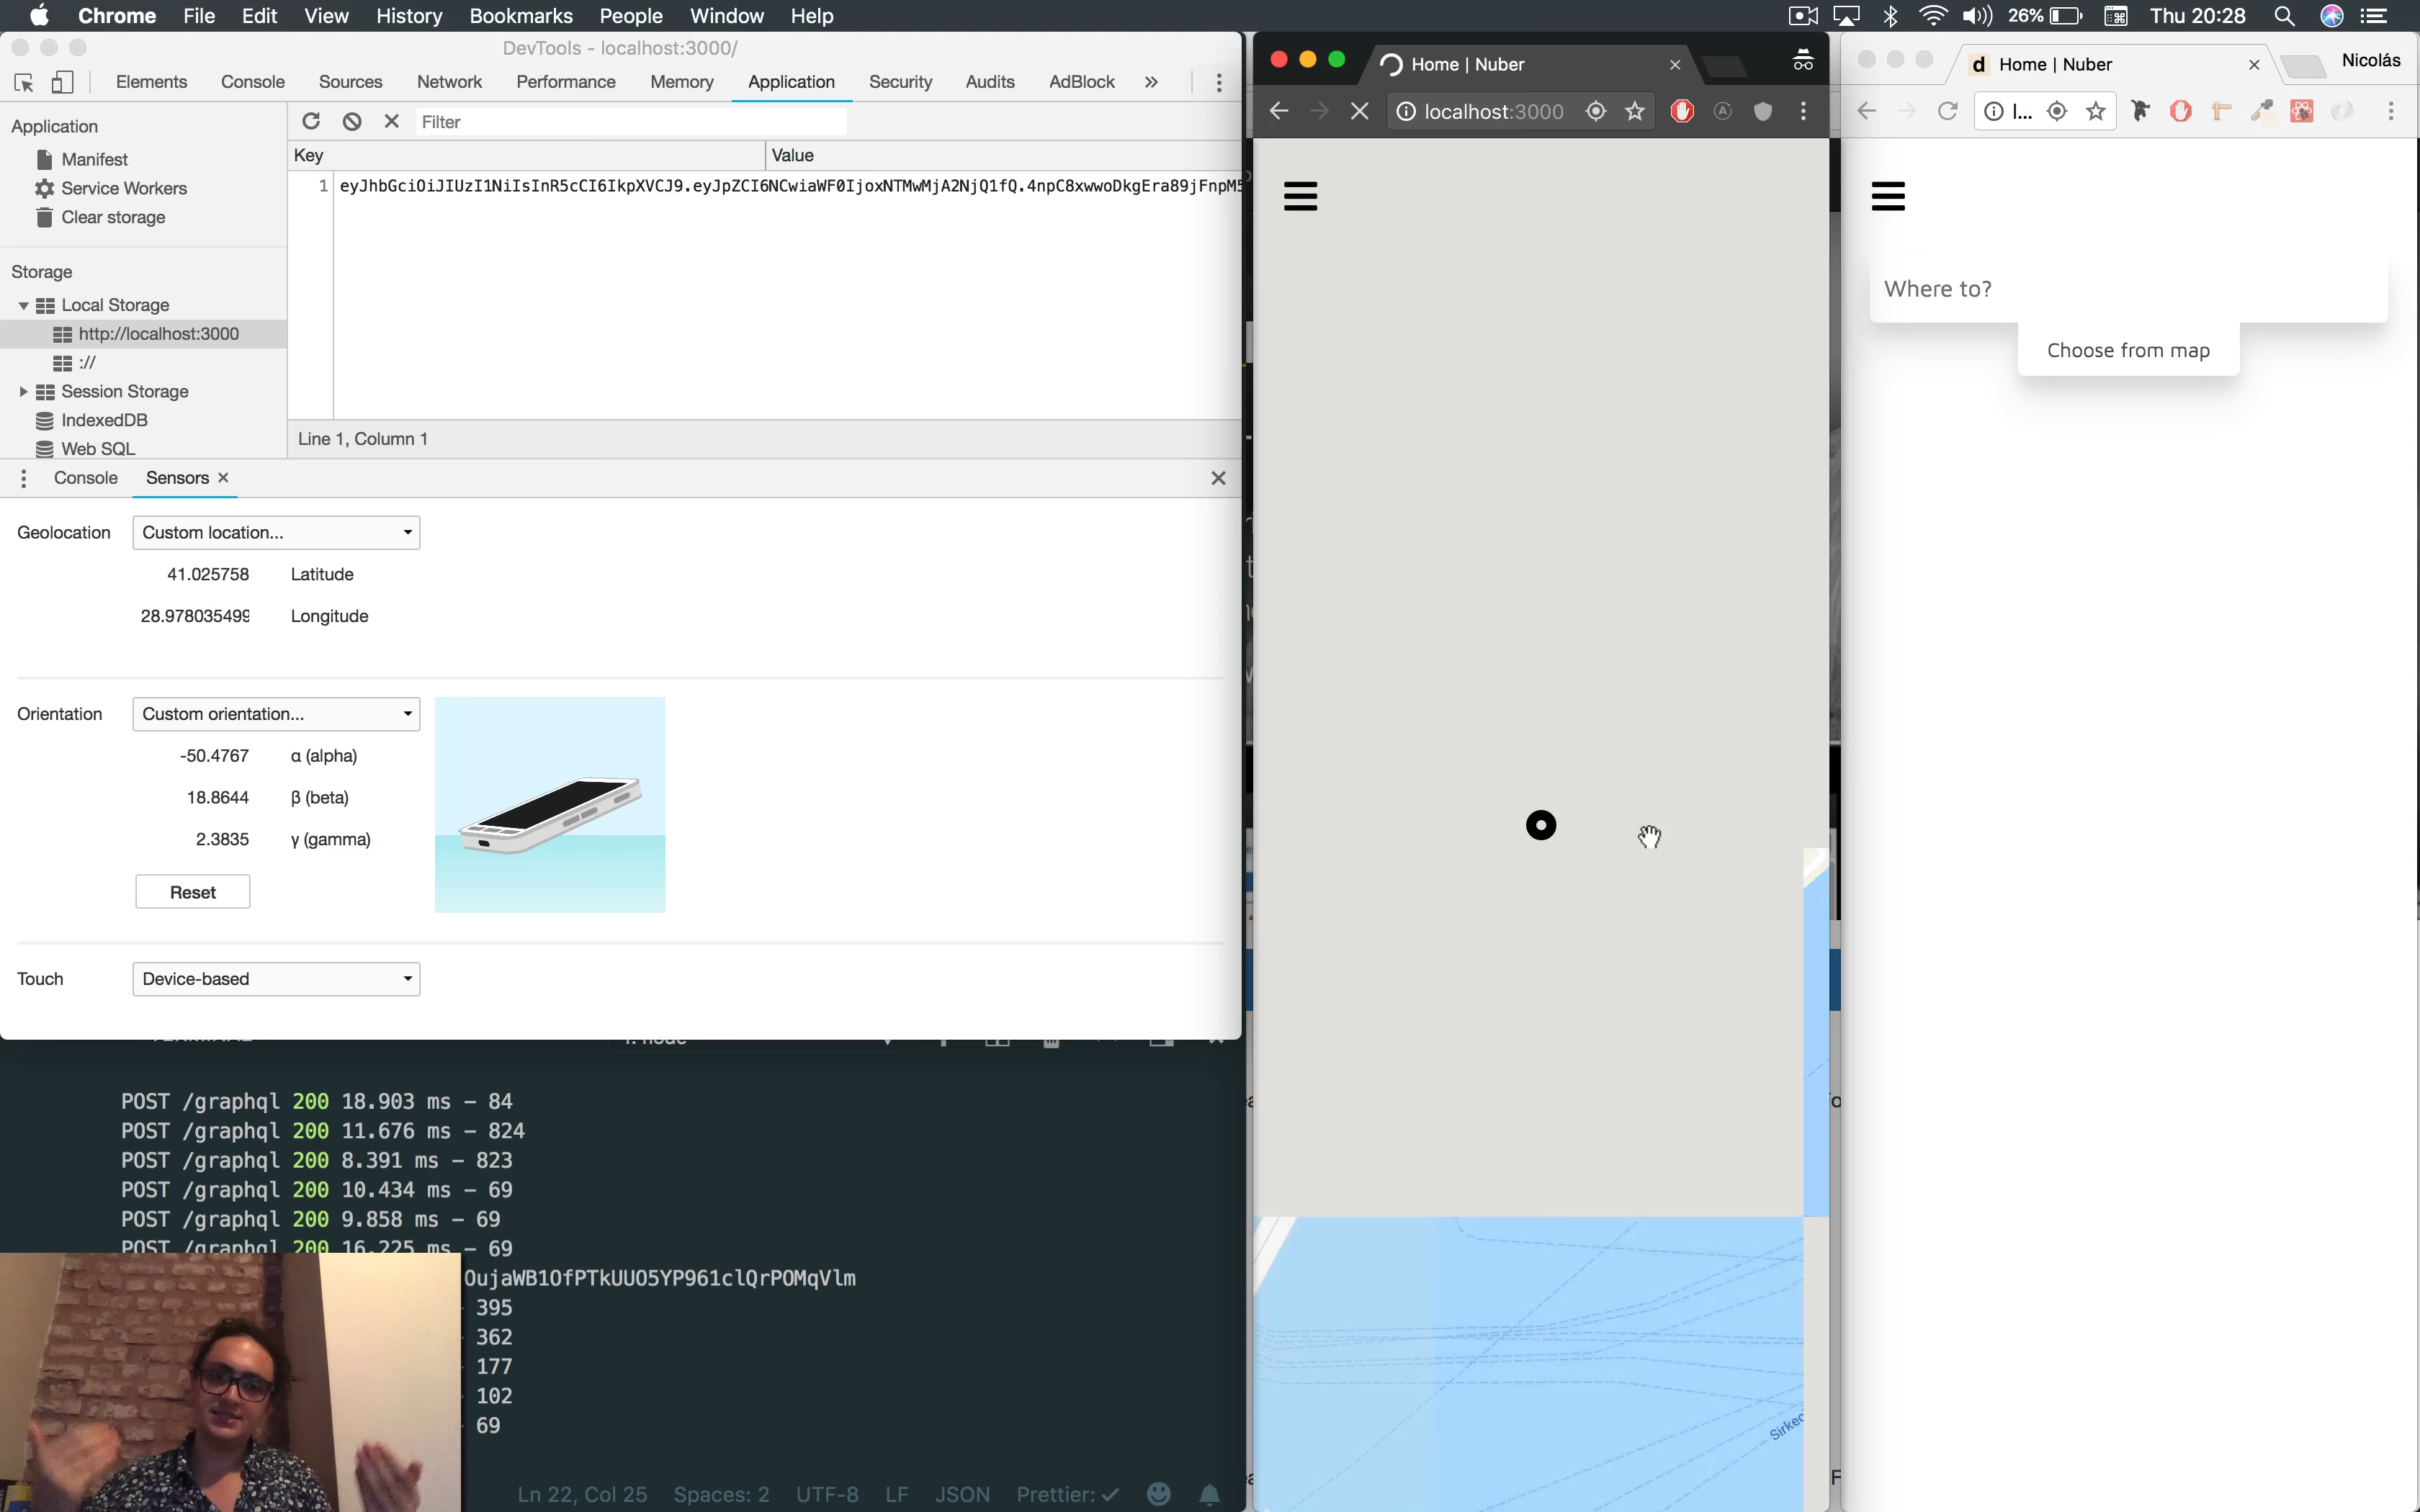 Chrome File Edit View History Bookmarks People Window Help 26% Thu 20:28
DevTools - localhost:3000/
Elements Console Sources Network Performance Memory Application Security Audits AdBlock »
Application
Manifest
Service Workers
Clear storage
Storage
Local Storage
http://localhost:3000
://
Session Storage
IndexedDB
Web SQL
Filter
Key Value
1 eyJhbGciOiJIUzI1NiIsInR5cCI6IkpXVCJ9.eyJpZCI6NCwiaWF0IjoxNTMwMjA2NjQ1fQ.4npC8xwwoDkgEra89jFnpM5
Line 1, Column 1
Console Sensors
Geolocation Custom location...
41.025758 Latitude
28.978035499 Longitude
Orientation Custom orientation...
-50.4767 α (alpha)
18.8644 β (beta)
2.3835 γ (gamma)
Reset
Touch Device-based
POST /graphql 200 18.903 ms – 84
POST /graphql 200 11.676 ms – 824
POST /graphql 200 8.391 ms – 823
POST /graphql 200 10.434 ms – 69
POST /graphql 200 9.858 ms – 69
POST /graphql 200 16.225 ms – 69
OujaWB1OfPTkUUO5YP961clQrPOMqVlm
395
362
177
102
69
Ln 22, Col 25 Spaces: 2 UTF-8 LF JSON Prettier: ✓
Home | Nuber
localhost:3000
Home | Nuber Nicolás
l...
Where to?
Choose from map